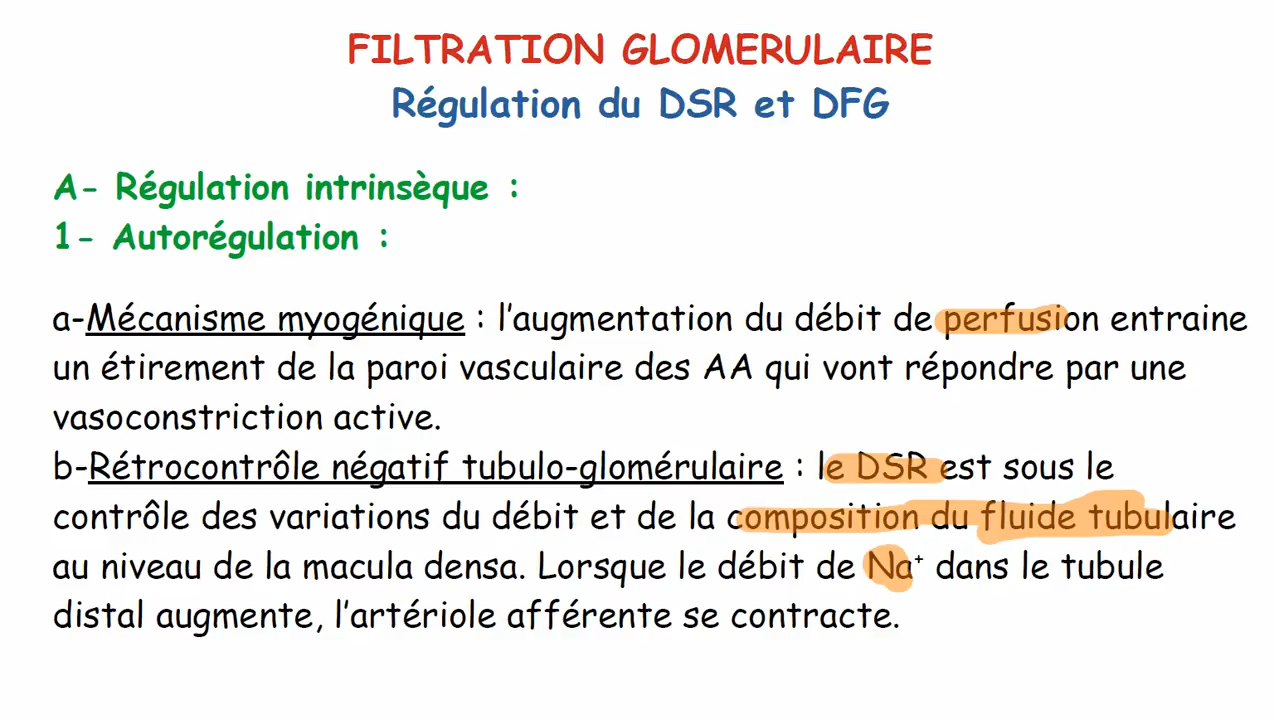 FILTRATION GLOMERULAIRE
Régulation du DSR et DFG
A- Régulation intrinsèque :
1- Autorégulation :
a-Mécanisme myogénique : l’augmentation du débit de perfusion entraine
un étirement de la paroi vasculaire des AA qui vont répondre par une
vasoconstriction active.
b-Rétrocontrôle négatif tubulo-glomérulaire : le DSR est sous le
contrôle des variations du débit et de la composition du fluide tubulaire
au niveau de la macula densa. Lorsque le débit de Na⁺ dans le tubule
distal augmente, l’artériole afférente se contracte.